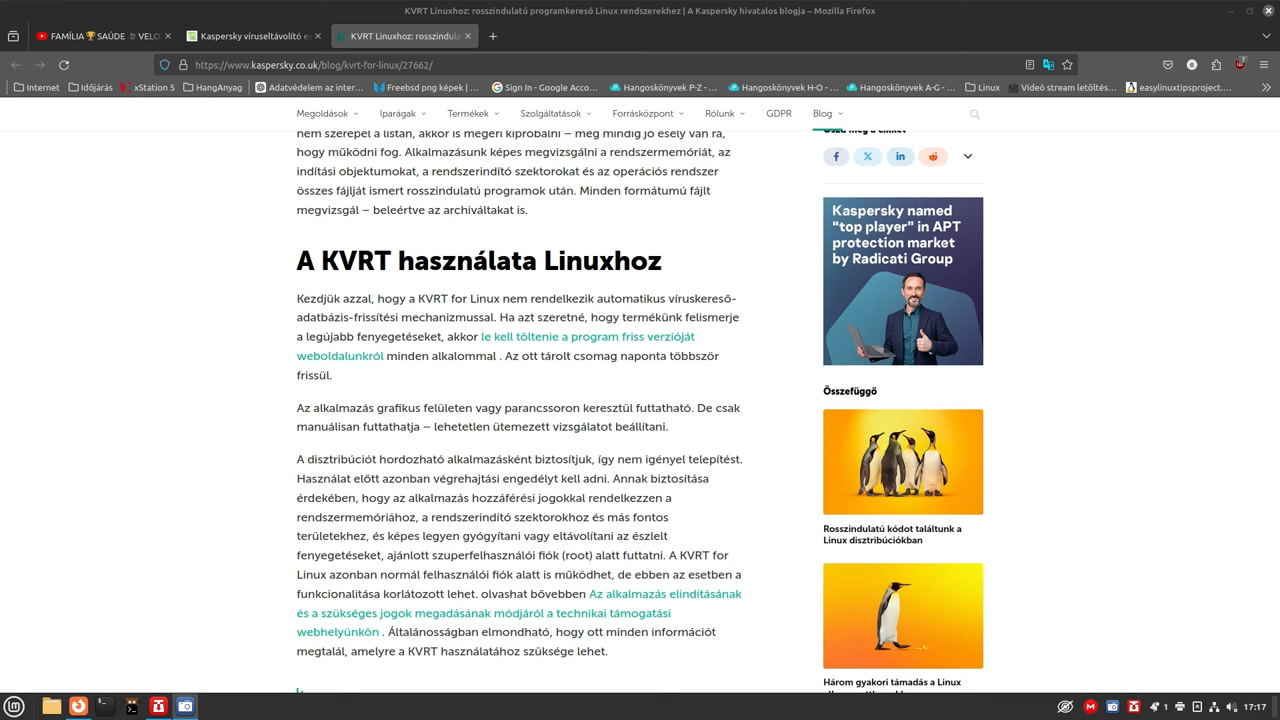 KVRT Linuxhoz: rosszindulatú programkereső Linux rendszerekhez | A Kaspersky hivatalos blogja — Mozilla Firefox
FAMÍLIA🏆SAÚDE
VELO
Kaspersky víruseltávolító es
KVRT Linuxhoz: rosszindula
https://www.kaspersky.co.uk/blog/kvrt-for-linux/27662/
Internet
Időjárás
xStation 5
HangAnyag
Adatvédelem az inter...
Freebsd png képek | ...
Sign In - Google Acco...
Hangoskönyvek P-Z - ...
Hangoskönyvek H-O - ...
Hangoskönyvek A-G - ...
Linux
Videó stream letöltés...
easylinuxtipsproject....
Megoldások
Iparágak
Termékek
Szolgáltatások
Forrásközpont
Rólunk
GDPR
Blog
nem szerepel a listán, akkor is megéri kipróbálni – még mindig jó esély van rá,
hogy működni fog. Alkalmazásunk képes megvizsgálni a rendszermemóriát, az
indítási objektumokat, a rendszerindító szektorokat és az operációs rendszer
összes fájlját ismert rosszindulatú programok után. Minden formátumú fájlt
megvizsgál – beleértve az archiváltakat is.
A KVRT használata Linuxhoz
Kezdjük azzal, hogy a KVRT for Linux nem rendelkezik automatikus víruskereső-
adatbázis-frissítési mechanizmussal. Ha azt szeretné, hogy termékünk felismerje
a legújabb fenyegetéseket, akkor le kell töltenie a program friss verzióját
weboldalunkról minden alkalommal . Az ott tárolt csomag naponta többször
frissül.
Az alkalmazás grafikus felületen vagy parancssoron keresztül futtatható. De csak
manuálisan futtathatja – lehetetlen ütemezett vizsgálatot beállítani.
A disztribúciót hordozható alkalmazásként biztosítjuk, így nem igényel telepítést.
Használat előtt azonban végrehajtási engedélyt kell adni. Annak biztosítása
érdekében, hogy az alkalmazás hozzáférési jogokkal rendelkezzen a
rendszermemóriához, a rendszerindító szektorokhoz és más fontos
területekhez, és képes legyen gyógyítani vagy eltávolítani az észlelt
fenyegetéseket, ajánlott szuperfelhasználói fiók (root) alatt futtatni. A KVRT for
Linux azonban normál felhasználói fiók alatt is működhet, de ebben az esetben a
funkcionalitása korlátozott lehet. olvashat bővebben Az alkalmazás elindításának
és a szükséges jogok megadásának módjáról a technikai támogatási
webhelyünkön . Általánosságban elmondható, hogy ott minden információt
megtalál, amelyre a KVRT használatához szüksége lehet.
Oszd meg a cikket
Kaspersky named
"top player" in APT
protection market
by Radicati Group
Összefüggő
Rosszindulatú kódot találtunk a
Linux disztribúciókban
Három gyakori támadás a Linux
1
17:17